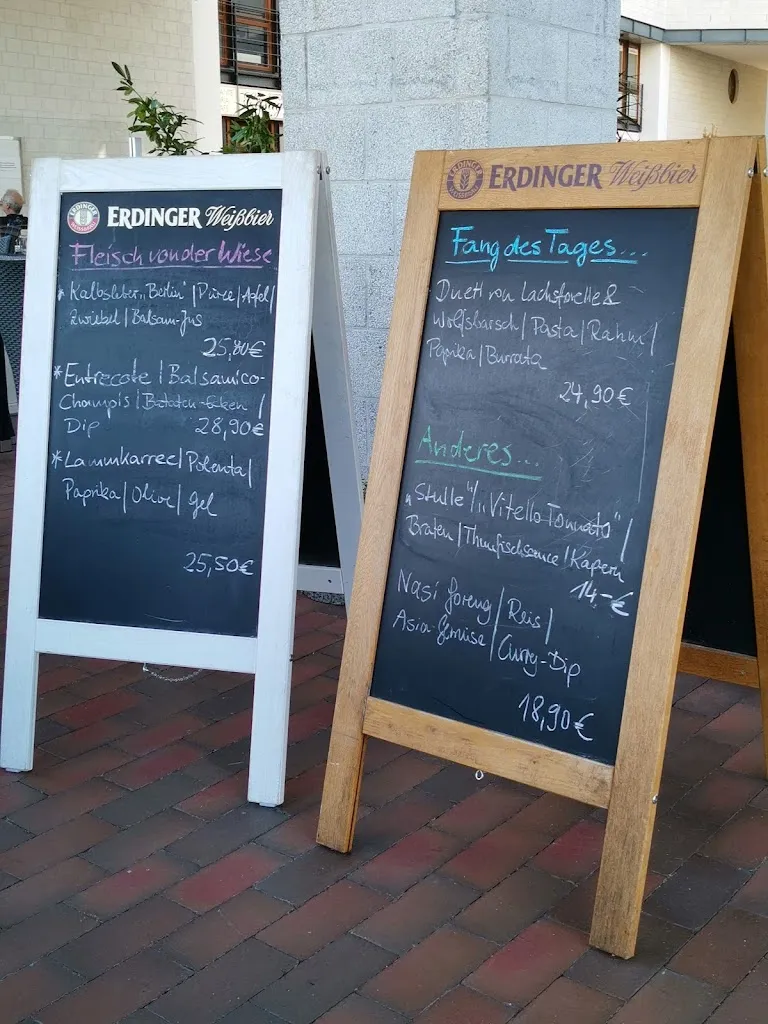 ERDINGER Weißbier
Fleisch von der Wiese
* Kalbsleber „Berlin" | Püree | Apfel |
Zwiebel | Balsam-Jus
25,80€
* Entrecote | Balsamico-
Champis | Bataten-Ecken |
Dip 28,90€
* Lammkarree | Polenta |
Paprika | Olive | gel
25,50€
ERDINGER Weißbier
Fang des Tages...
Duett von Lachsforelle &
Wolfsbarsch | Pasta | Rahm |
Paprika | Burrata
24,90€
Anderes...
„Stulle" | „Vitello Tonnato" |
Braten | Thunfischsauce | Kapern
14,-€
Nasi Goreng | Reis |
Asia-Gemüse | Curry-Dip
18,90€